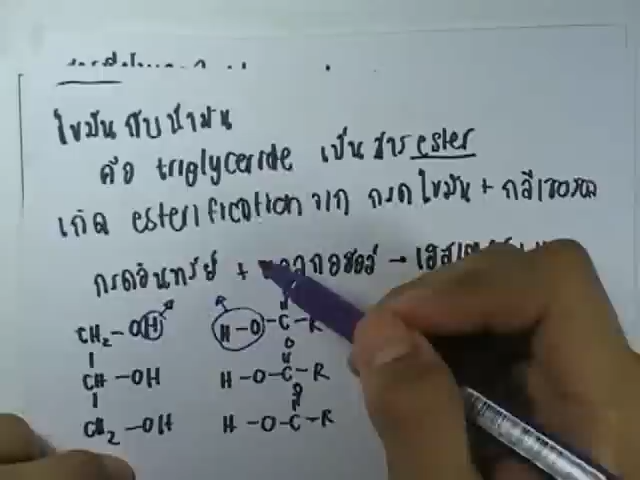 ไขมันกับน้ำมัน
คือ triglyceride เป็นสาร ester
เกิด esterification จาก กรดไขมัน + กลีเซอรอล
กรดอินทรีย์ + แอลกอฮอล์ → เอสเทอร์
CH2-OH H-O-C-R
O
CH-OH H-O-C-R
O
CH2-OH H-O-C-R